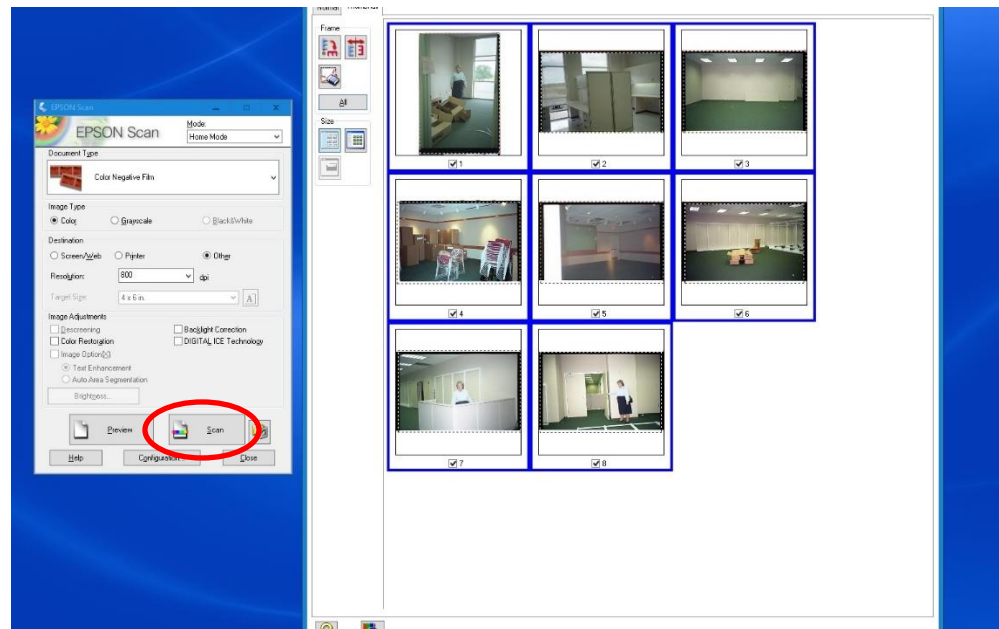 EPSON Scan
EPSON Scan
Mode:
Home Mode
Document Type
Color Negative Film
Image Type
Color
Grayscale
Black&White
Destination
Screen/Web
Printer
Other
Resolution:
800
dpi
Target Size:
4 x 6 in.
A
Image Adjustments
Descreening
Backlight Correction
Color Restoration
DIGITAL ICE Technology
Image Option(X)
Text Enhancement
Auto Area Segmentation
Brightness...
Preview
Scan
Help
Close
Normal
Frame
All
Size
1
2
3
4
5
6
7
8